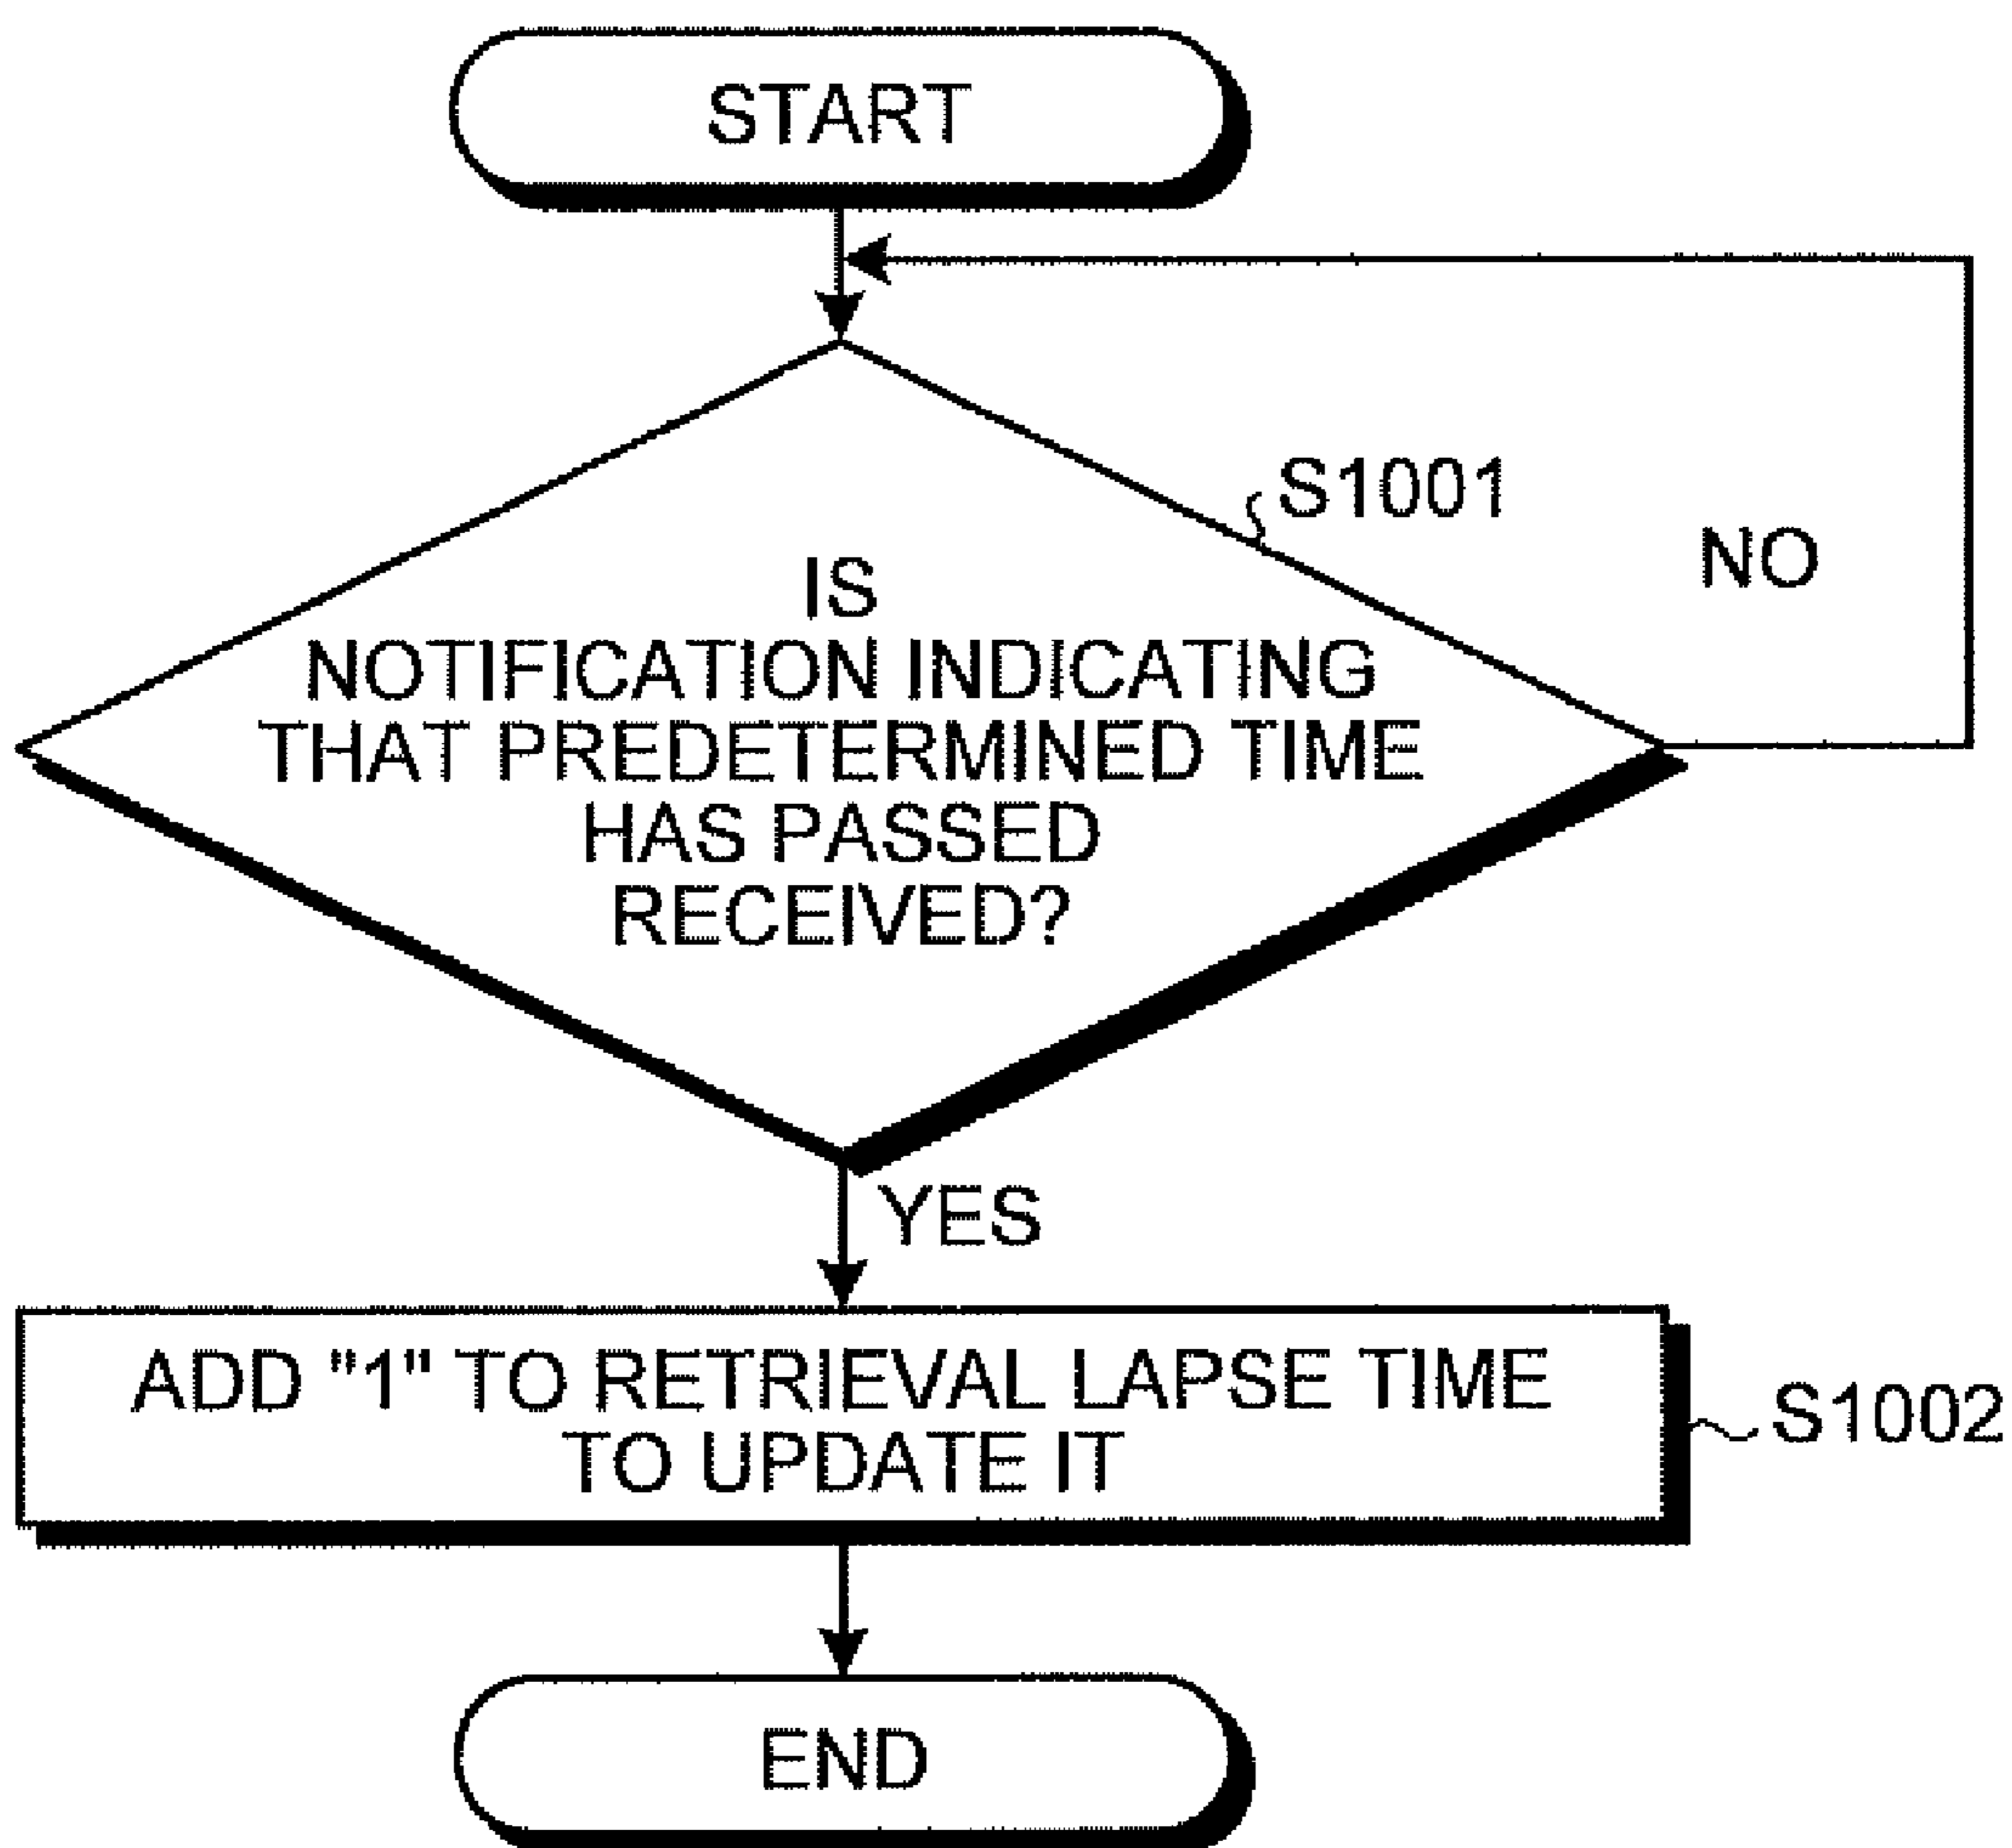 START
S1001
NO
IS
NOTIFICATION INDICATING
THAT PREDETERMINED TIME
HAS PASSED
RECEIVED?
YES
ADD "1" TO RETRIEVAL LAPSE TIME
TO UPDATE IT
S1002
END